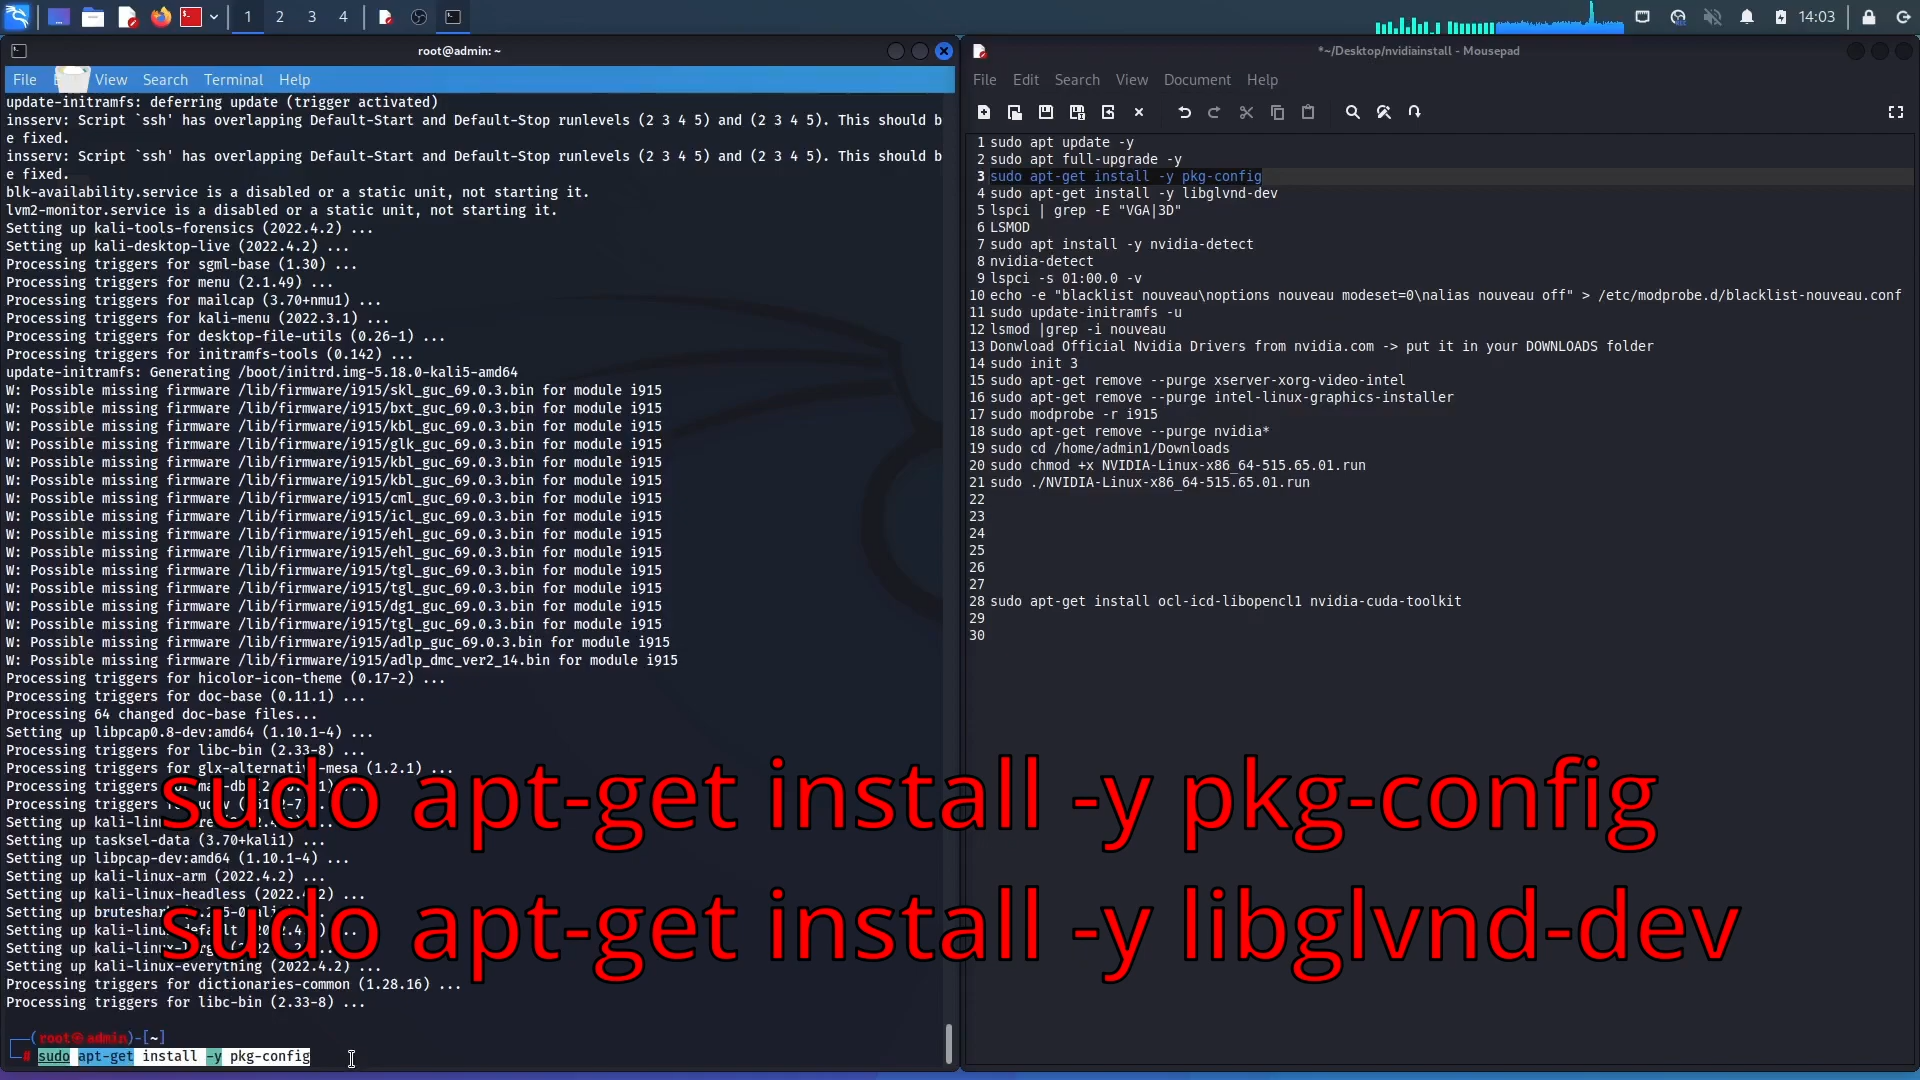 1 2 3 4
14:03
root@admin: ~
File View Search Terminal Help
update-initramfs: deferring update (trigger activated)
insserv: Script `ssh' has overlapping Default-Start and Default-Stop runlevels (2 3 4 5) and (2 3 4 5). This should b
e fixed.
insserv: Script `ssh' has overlapping Default-Start and Default-Stop runlevels (2 3 4 5) and (2 3 4 5). This should b
e fixed.
blk-availability.service is a disabled or a static unit, not starting it.
lvm2-monitor.service is a disabled or a static unit, not starting it.
Setting up kali-tools-forensics (2022.4.2) ...
Setting up kali-desktop-live (2022.4.2) ...
Processing triggers for sgml-base (1.30) ...
Processing triggers for menu (2.1.49) ...
Processing triggers for mailcap (3.70+nmu1) ...
Processing triggers for kali-menu (2022.3.1) ...
Processing triggers for desktop-file-utils (0.26-1) ...
Processing triggers for initramfs-tools (0.142) ...
update-initramfs: Generating /boot/initrd.img-5.18.0-kali5-amd64
W: Possible missing firmware /lib/firmware/i915/skl_guc_69.0.3.bin for module i915
W: Possible missing firmware /lib/firmware/i915/bxt_guc_69.0.3.bin for module i915
W: Possible missing firmware /lib/firmware/i915/kbl_guc_69.0.3.bin for module i915
W: Possible missing firmware /lib/firmware/i915/glk_guc_69.0.3.bin for module i915
W: Possible missing firmware /lib/firmware/i915/kbl_guc_69.0.3.bin for module i915
W: Possible missing firmware /lib/firmware/i915/kbl_guc_69.0.3.bin for module i915
W: Possible missing firmware /lib/firmware/i915/cml_guc_69.0.3.bin for module i915
W: Possible missing firmware /lib/firmware/i915/icl_guc_69.0.3.bin for module i915
W: Possible missing firmware /lib/firmware/i915/ehl_guc_69.0.3.bin for module i915
W: Possible missing firmware /lib/firmware/i915/ehl_guc_69.0.3.bin for module i915
W: Possible missing firmware /lib/firmware/i915/tgl_guc_69.0.3.bin for module i915
W: Possible missing firmware /lib/firmware/i915/tgl_guc_69.0.3.bin for module i915
W: Possible missing firmware /lib/firmware/i915/dg1_guc_69.0.3.bin for module i915
W: Possible missing firmware /lib/firmware/i915/tgl_guc_69.0.3.bin for module i915
W: Possible missing firmware /lib/firmware/i915/adlp_guc_69.0.3.bin for module i915
W: Possible missing firmware /lib/firmware/i915/adlp_dmc_ver2_14.bin for module i915
Processing triggers for hicolor-icon-theme (0.17-2) ...
Processing triggers for doc-base (0.11.1) ...
Processing 64 changed doc-base files...
Setting up libpcap0.8-dev:amd64 (1.10.1-4) ...
Processing triggers for libc-bin (2.33-8) ...
Processing triggers for glx-alternative-mesa (1.2.1) ...
Processing triggers for
Processing triggers
Setting up
Setting up tasksel-data (3.70+kali1) ...
Setting up libpcap-dev:amd64 (1.10.1-4) ...
Setting up kali-linux-arm (2022.4.2) ...
Setting up kali-linux-headless
Setting up
Setting up
Setting up
Setting up kali-linux-everything (2022.4.2) ...
Processing triggers for dictionaries-common (1.28.16) ...
Processing triggers for libc-bin (2.33-8) ...
(root@admin)-[~]
# sudo apt-get install -y pkg-config
*~/Desktop/nvidiainstall - Mousepad
File Edit Search View Document Help
1 sudo apt update -y
2 sudo apt full-upgrade -y
3 sudo apt-get install -y pkg-config
4 sudo apt-get install -y libglvnd-dev
5 lspci | grep -E "VGA|3D"
6 LSMOD
7 sudo apt install -y nvidia-detect
8 nvidia-detect
9 lspci -s 01:00.0 -v
10 echo -e "blacklist nouveau\noptions nouveau modeset=0\nalias nouveau off" > /etc/modprobe.d/blacklist-nouveau.conf
11 sudo update-initramfs -u
12 lsmod |grep -i nouveau
13 Donwload Official Nvidia Drivers from nvidia.com -> put it in your DOWNLOADS folder
14 sudo init 3
15 sudo apt-get remove --purge xserver-xorg-video-intel
16 sudo apt-get remove --purge intel-linux-graphics-installer
17 sudo modprobe -r i915
18 sudo apt-get remove --purge nvidia*
19 sudo cd /home/admin1/Downloads
20 sudo chmod +x NVIDIA-Linux-x86_64-515.65.01.run
21 sudo ./NVIDIA-Linux-x86_64-515.65.01.run
22
23
24
25
26
27
28 sudo apt-get install ocl-icd-libopencl1 nvidia-cuda-toolkit
29
30
sudo apt-get install -y pkg-config
sudo apt-get install -y libglvnd-dev